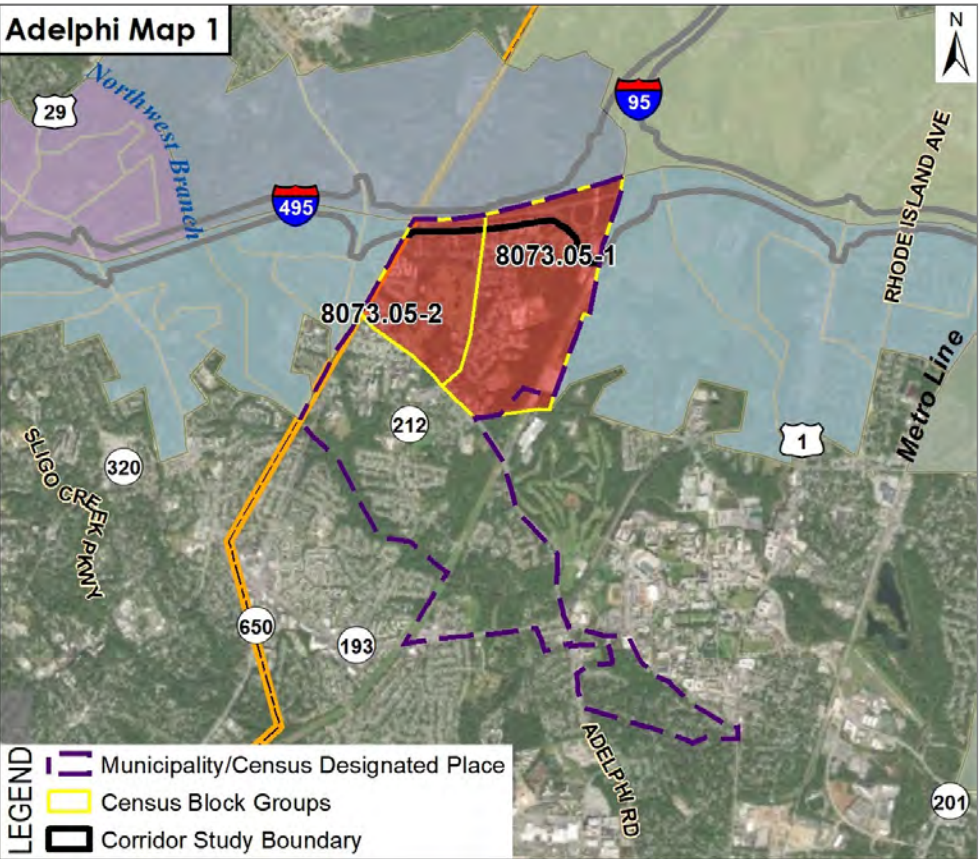 Adelphi Map 1
N
29
Northwest Branch
95
495
RHODE ISLAND AVE
8073.05-1
8073.05-2
Metro Line
212
1
320
SLIGO CREEK PKWY
650
193
ADELPHI RD
201
LEGEND
Municipality/Census Designated Place
Census Block Groups
Corridor Study Boundary